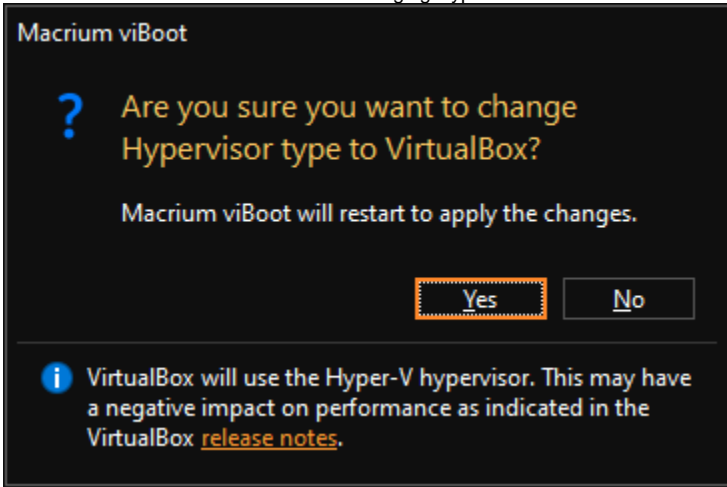 Macrium viBoot
Are you sure you want to change
Hypervisor type to VirtualBox?
Macrium viBoot will restart to apply the changes.
Yes
No
VirtualBox will use the Hyper-V hypervisor. This may have
a negative impact on performance as indicated in the
VirtualBox release notes.